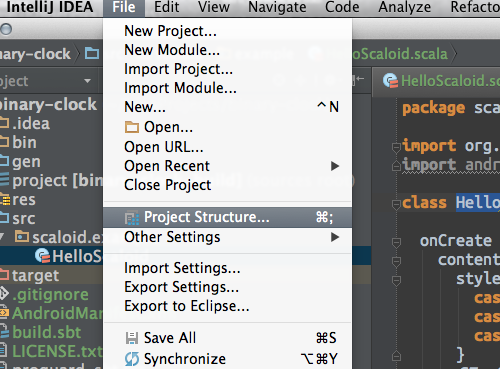 IntelliJ IDEA File Edit View Navigate Code Analyze Refacto
nary-clock HelloScaloid.scala
oject HelloScaloid.sc
binary-clock
.idea
bin
gen
project [bin
res
src
scaloid.ex
HelloSc
target
.gitignore
AndroidMan
build.sbt
LICENSE.txt
New Project...
New Module...
Import Project...
Import Module...
New... ⌃N
Open...
Open URL...
Open Recent
Close Project
Project Structure... ⌘;
Other Settings
Import Settings...
Export Settings...
Export to Eclipse...
Save All ⌘S
Synchronize ⌥⌘Y
package sca
import org.
import andr
class Hello
onCreate
content
style
cas
cas
cas
}